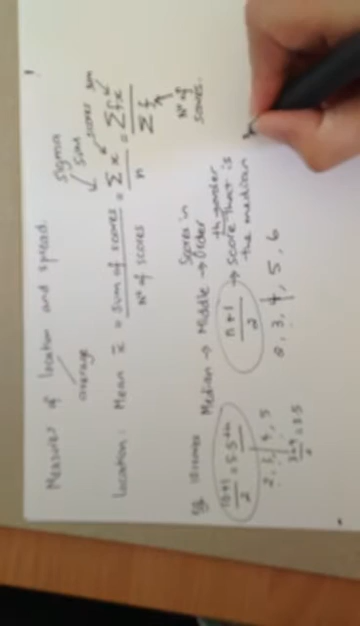 Measures of location and spread.
average
sigma
sum
scores sum
Location: Mean x̄ = sum of scores / Nº of scores = Σx / n = Σfx / Σf
Nº of scores.
Median → Middle → Scores in order
(n+1)/2 → th score that is the median
eg 10 scores
(10+1)/2 = 5.5th
2, 3, 4, 5, 6
2, 3, 4, 5
(3+4)/2 = 3.5